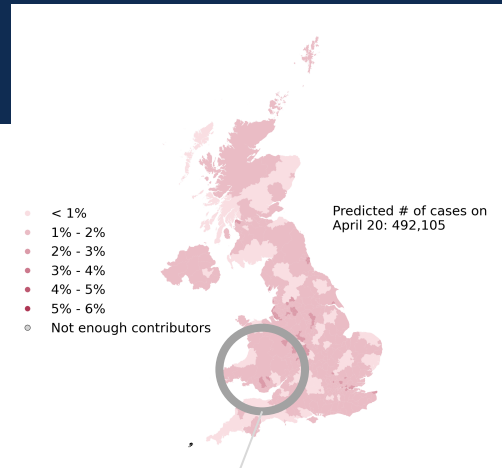 < 1%
1% - 2%
2% - 3%
3% - 4%
4% - 5%
5% - 6%
Not enough contributors
Predicted # of cases on
April 20: 492,105